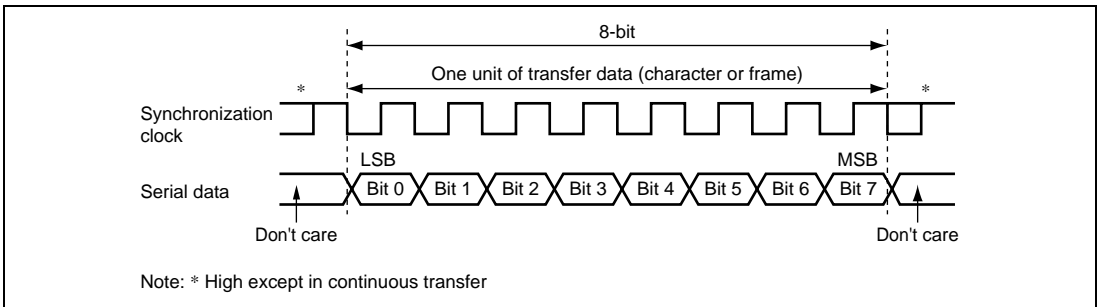 8-bit
One unit of transfer data (character or frame)
* *
Synchronization
clock
LSB MSB
Serial data Bit 0 Bit 1 Bit 2 Bit 3 Bit 4 Bit 5 Bit 6 Bit 7
Don't care Don't care
Note: * High except in continuous transfer